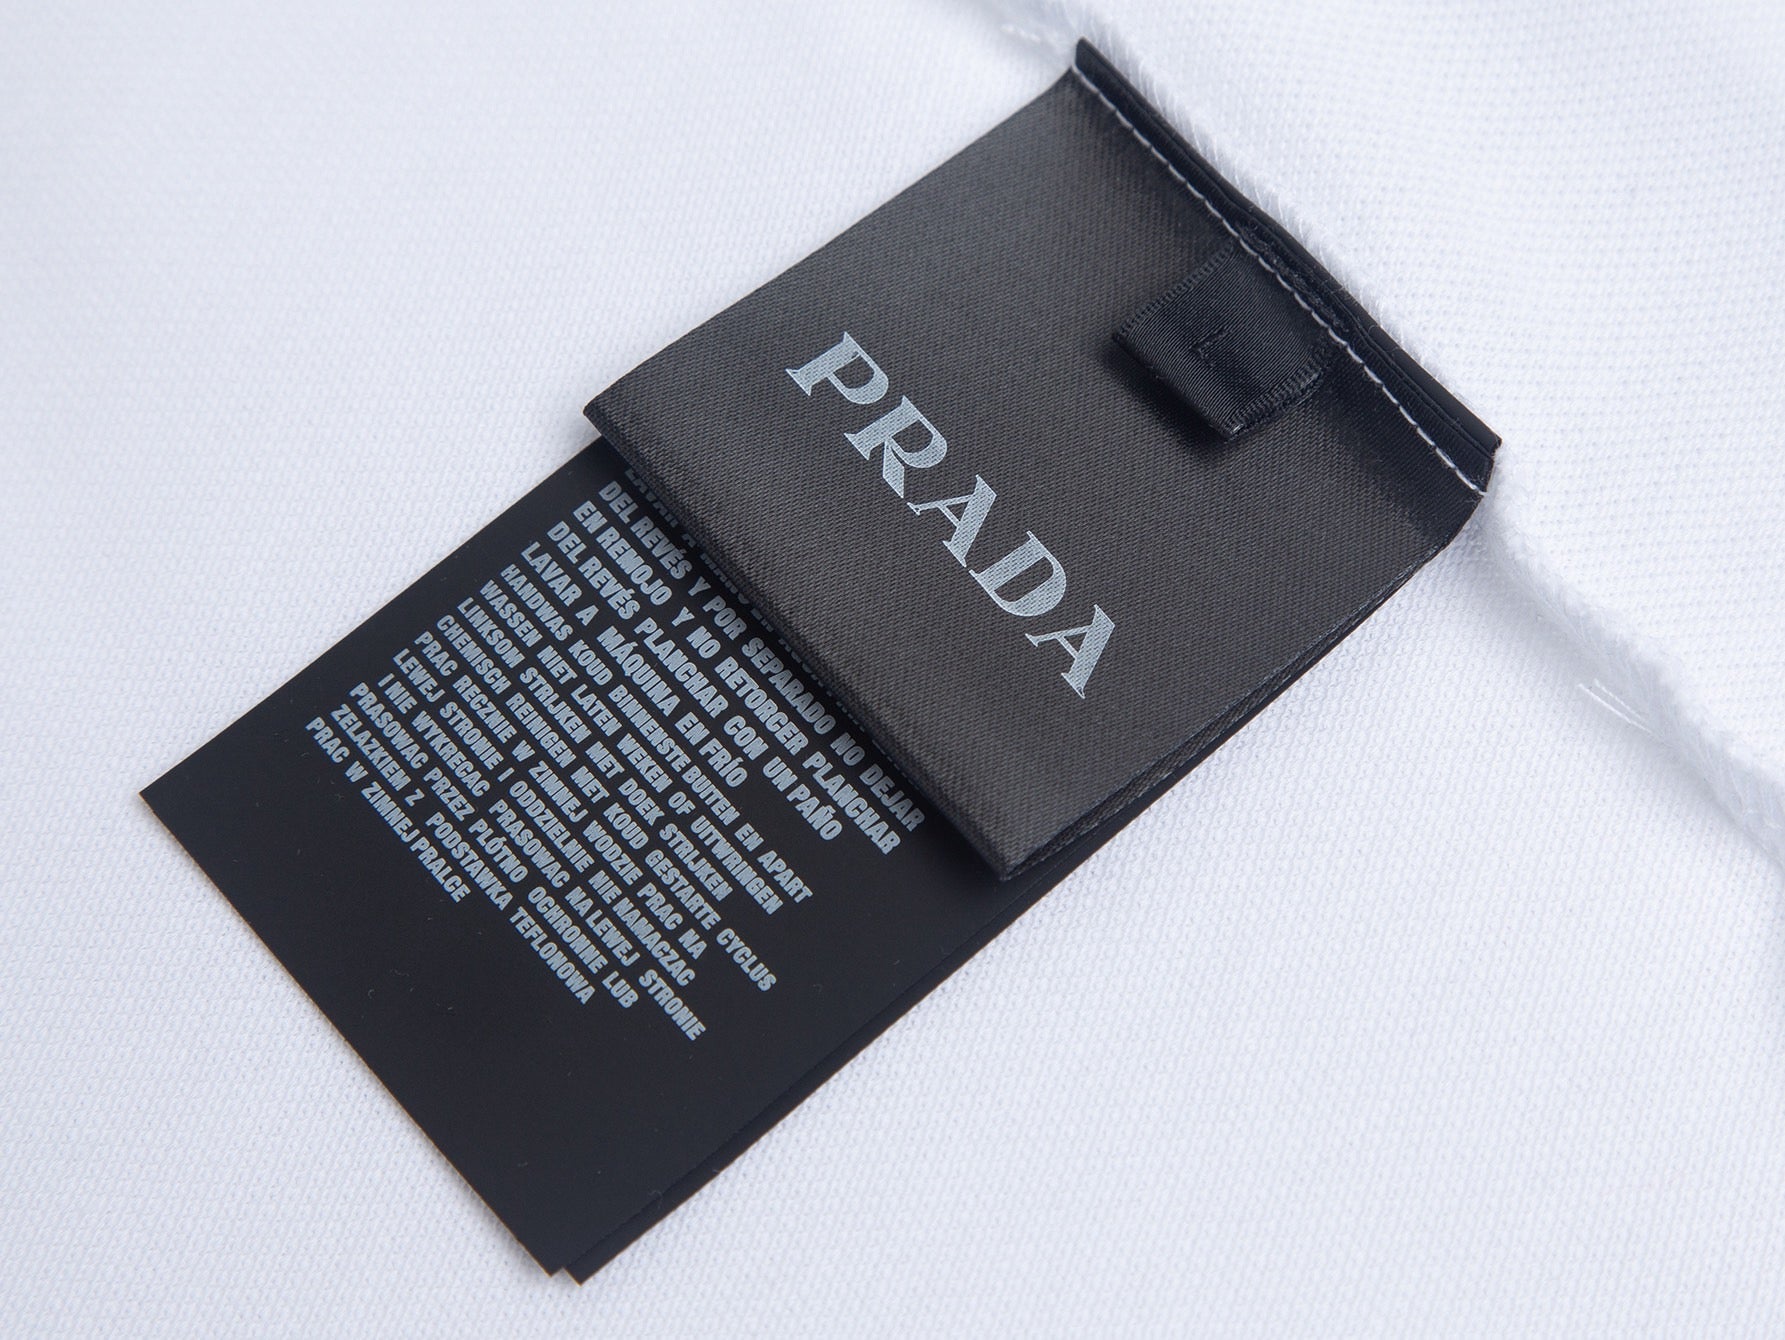 PRADA
L
DEL REVÉS Y POR SEPARADO NO DEJAR
EN REMOJO Y NO RETORCER PLANCHAR
DEL REVÉS PLANCHAR CON UN PAÑO
LAVAR A MÁQUINA EN FRÍO
HANDWAS KOUD BINNENSTE BUITEN EN APART
WASSEN NIET LATEN WEKEN OF UITWRINGEN
LINKSOM STRLJKEN MET DOEK STRLJKEN
CHEMISCH REINIGEN MET KOUD GESTARTE CYCLUS
PRAC RECZNIE W ZIMNEJ WODZIE PRAC NA
LEWEJ STRONIE I ODDZIELNIE NIE NAMACZAC
I NIE WYKRECAC PRASOWAC NA LEWEJ STRONIE
PRASOWAC PRZEZ PLÓTNO OCHRONNE LUB
ZELAZKIEM Z PODSTAWKA TEFLONOWA
PRAC W ZIMNEJ PRALCE